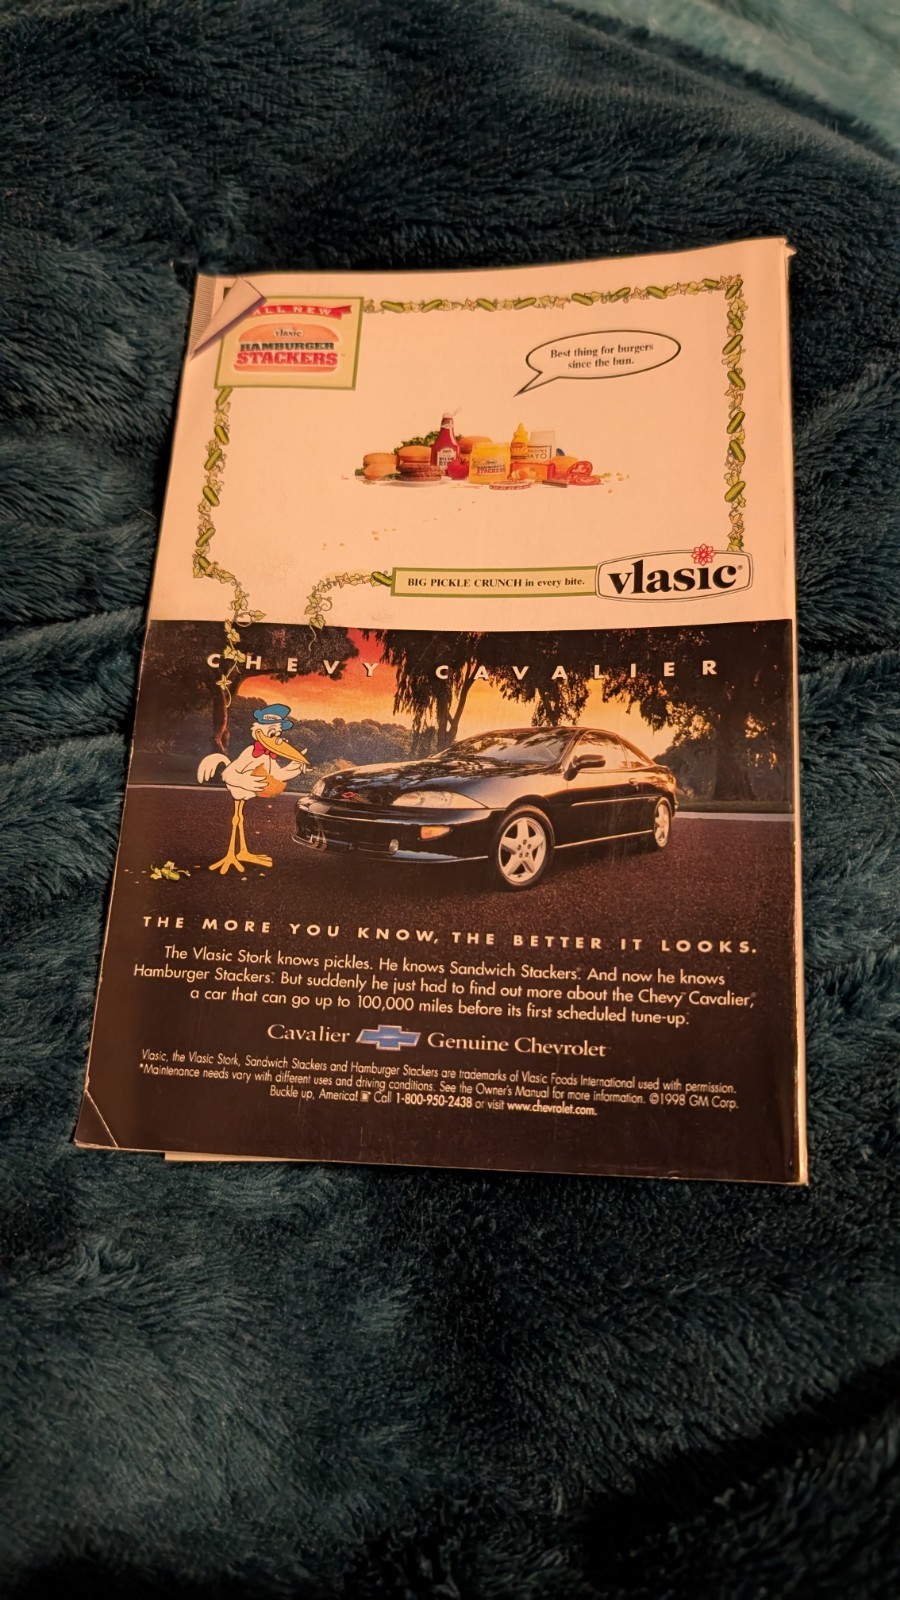 ALL NEW
vlasic
HAMBURGER
STACKERS™
Best thing for burgers
since the bun.
MAYO
STACKERS
BIG PICKLE CRUNCH in every bite.
vlasic®
CHEVY CAVALIER
THE MORE YOU KNOW, THE BETTER IT LOOKS.
The Vlasic Stork knows pickles. He knows Sandwich Stackers. And now he knows
Hamburger Stackers. But suddenly he just had to find out more about the Chevy Cavalier,
a car that can go up to 100,000 miles before its first scheduled tune-up.
Cavalier Genuine Chevrolet
Vlasic, the Vlasic Stork, Sandwich Stackers and Hamburger Stackers are trademarks of Vlasic Foods International used with permission.
*Maintenance needs vary with different uses and driving conditions. See the Owner's Manual for more information. ©1998 GM Corp.
Buckle up, America! Call 1-800-950-2438 or visit www.chevrolet.com.